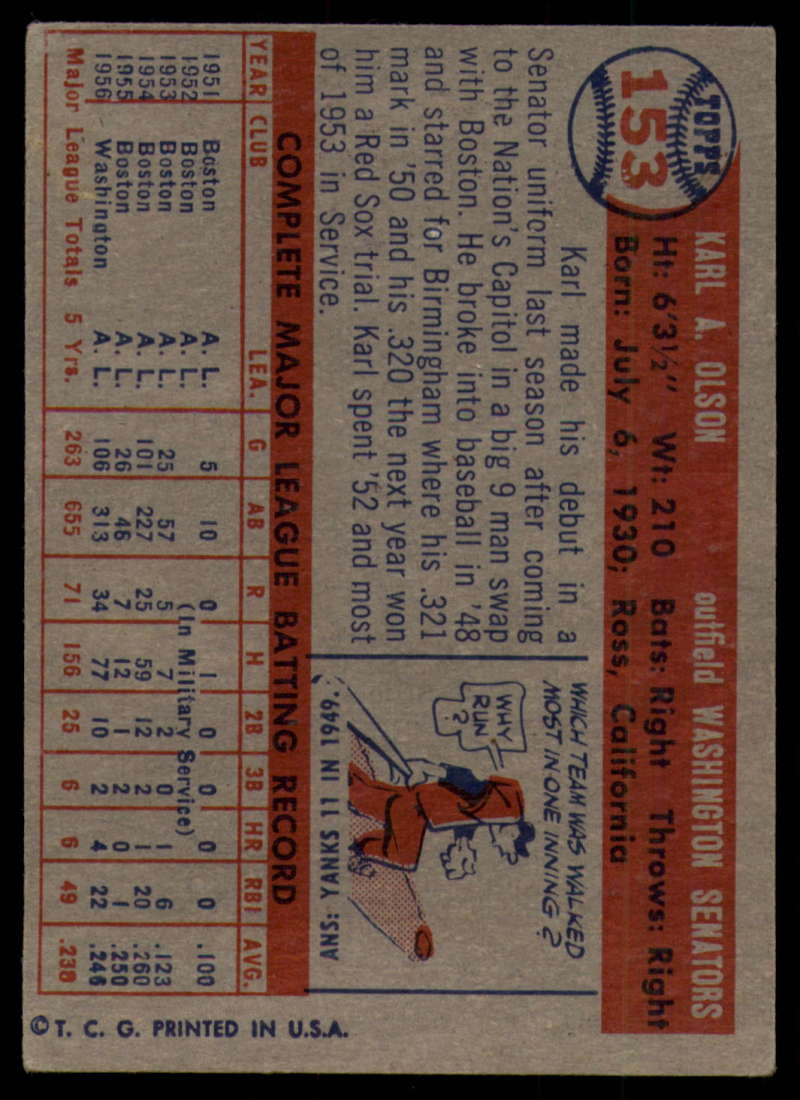 TOPPS
153
KARL A. OLSON outfield WASHINGTON SENATORS
Ht: 6'3½" Wt: 210 Bats: Right Throws: Right
Born: July 6, 1930; Ross, California
Karl made his debut in a
Senator uniform last season after coming
to the Nation's Capitol in a big 9 man swap
with Boston. He broke into baseball in '48
and starred for Birmingham where his .321
mark in '50 and his .320 the next year won
him a Red Sox trial. Karl spent '52 and most
of 1953 in Service.
WHICH TEAM WAS WALKED
MOST IN ONE INNING?
WHY
RUN
?
ANS: YANKS 11 IN 1949.
COMPLETE MAJOR LEAGUE BATTING RECORD
YEAR CLUB LEA. G AB R H 2B 3B HR RBI AVG.
1951 Boston A. L. 5 10 0 1 0 0 0 0 .100
1952 Boston A. L. (In Military Service)
1953 Boston A. L. 25 57 5 7 2 0 1 6 .123
1954 Boston A. L. 101 227 25 59 12 2 1 20 .260
1955 Boston A. L. 26 46 7 12 1 2 0 1 .250
1956 Washington A. L. 106 313 34 77 10 2 4 22 .246
Major League Totals 5 Yrs. 263 655 71 156 25 6 6 49 .238
© T. C. G. PRINTED IN U.S.A.